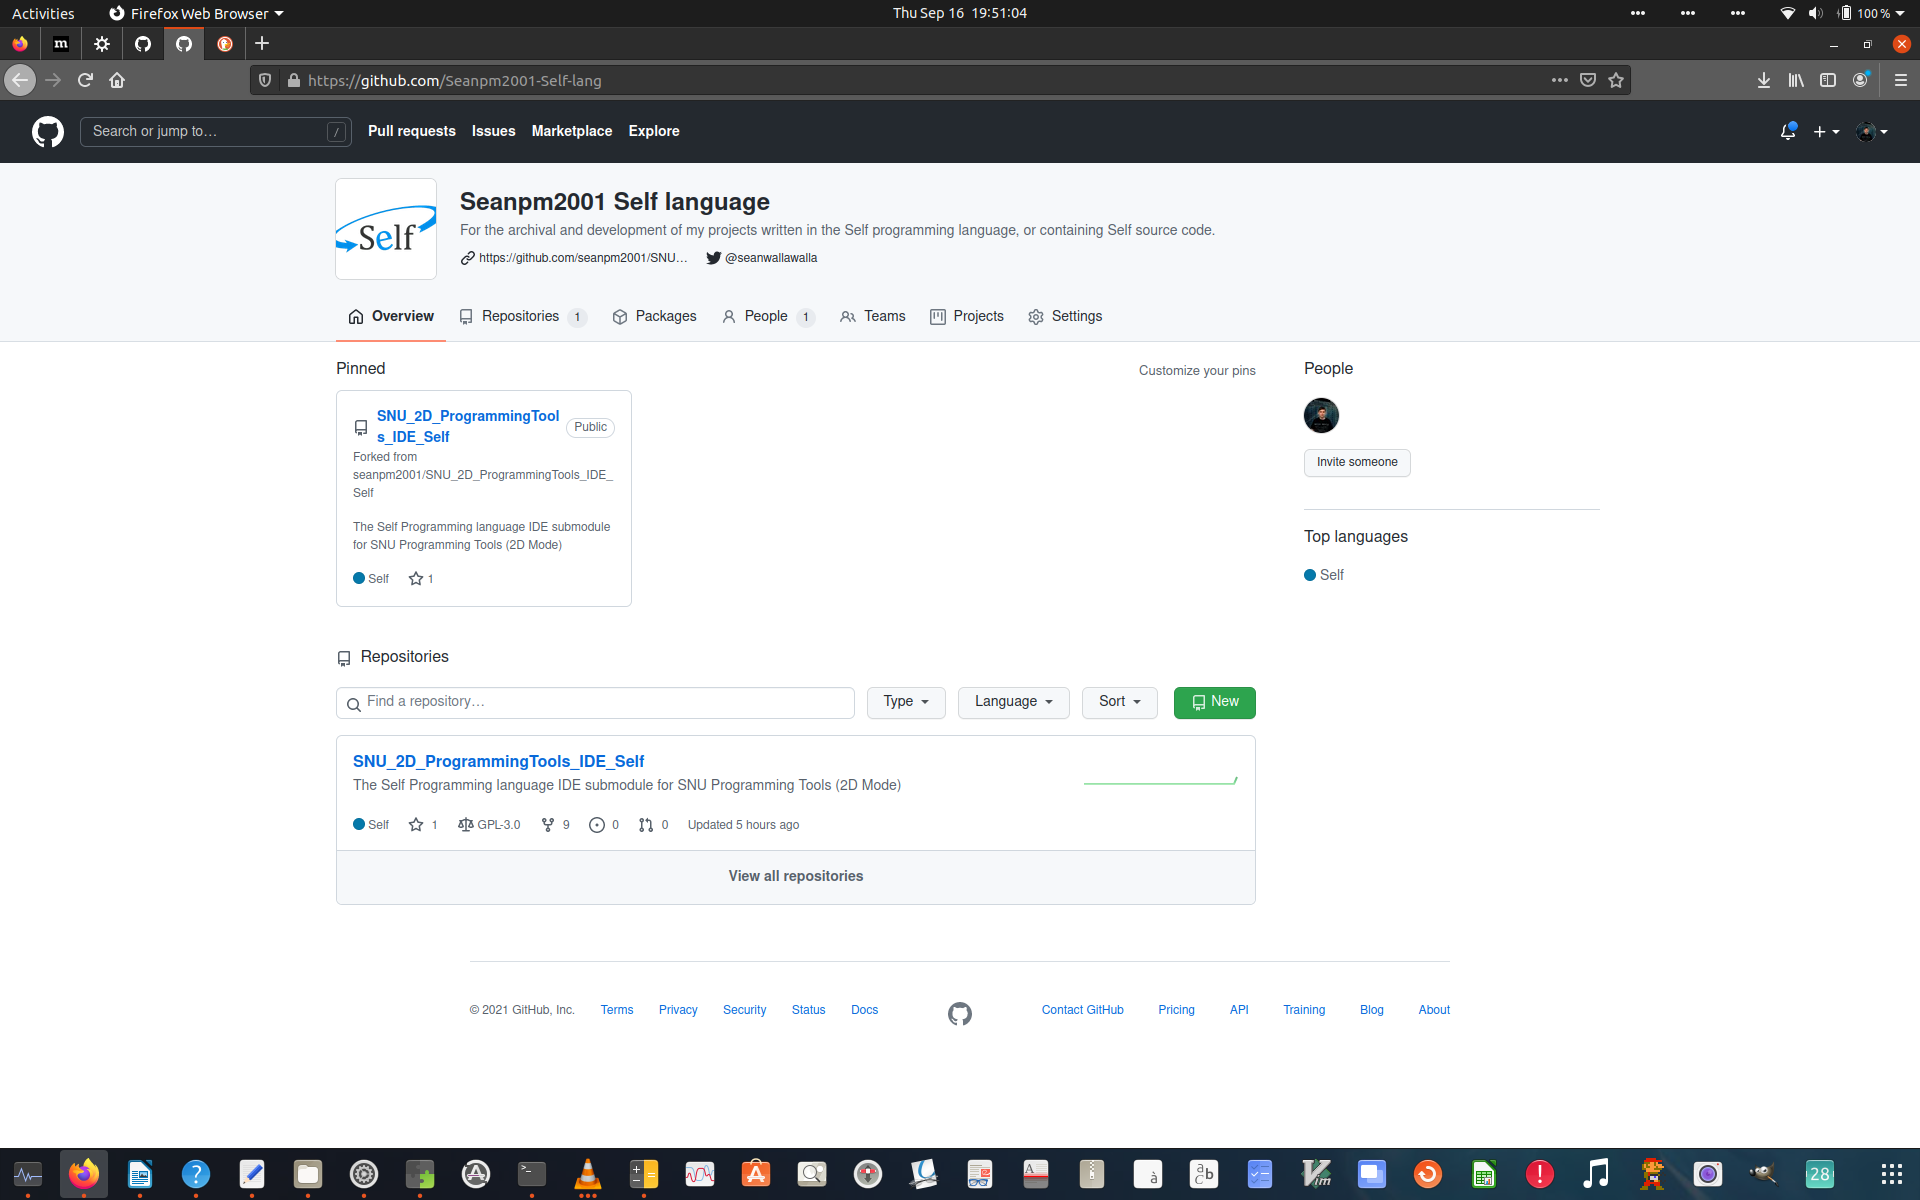 Activities
Firefox Web Browser
Thu Sep 16 19:51:04
100 %
m
https://github.com/Seanpm2001-Self-lang
Search or jump to…
/
Pull requests
Issues
Marketplace
Explore
Self
Seanpm2001 Self language
For the archival and development of my projects written in the Self programming language, or containing Self source code.
https://github.com/seanpm2001/SNU…
@seanwallawalla
Overview
Repositories 1
Packages
People 1
Teams
Projects
Settings
Pinned
Customize your pins
SNU_2D_ProgrammingTool
s_IDE_Self
Public
Forked from
seanpm2001/SNU_2D_ProgrammingTools_IDE_
Self
The Self Programming language IDE submodule
for SNU Programming Tools (2D Mode)
Self
1
People
Invite someone
Top languages
Self
Repositories
Find a repository…
Type
Language
Sort
New
SNU_2D_ProgrammingTools_IDE_Self
The Self Programming language IDE submodule for SNU Programming Tools (2D Mode)
Self 1 GPL-3.0 9 0 0 Updated 5 hours ago
View all repositories
© 2021 GitHub, Inc.
Terms
Privacy
Security
Status
Docs
Contact GitHub
Pricing
API
Training
Blog
About
?
>_
A
à
a b c
Vim
!
28